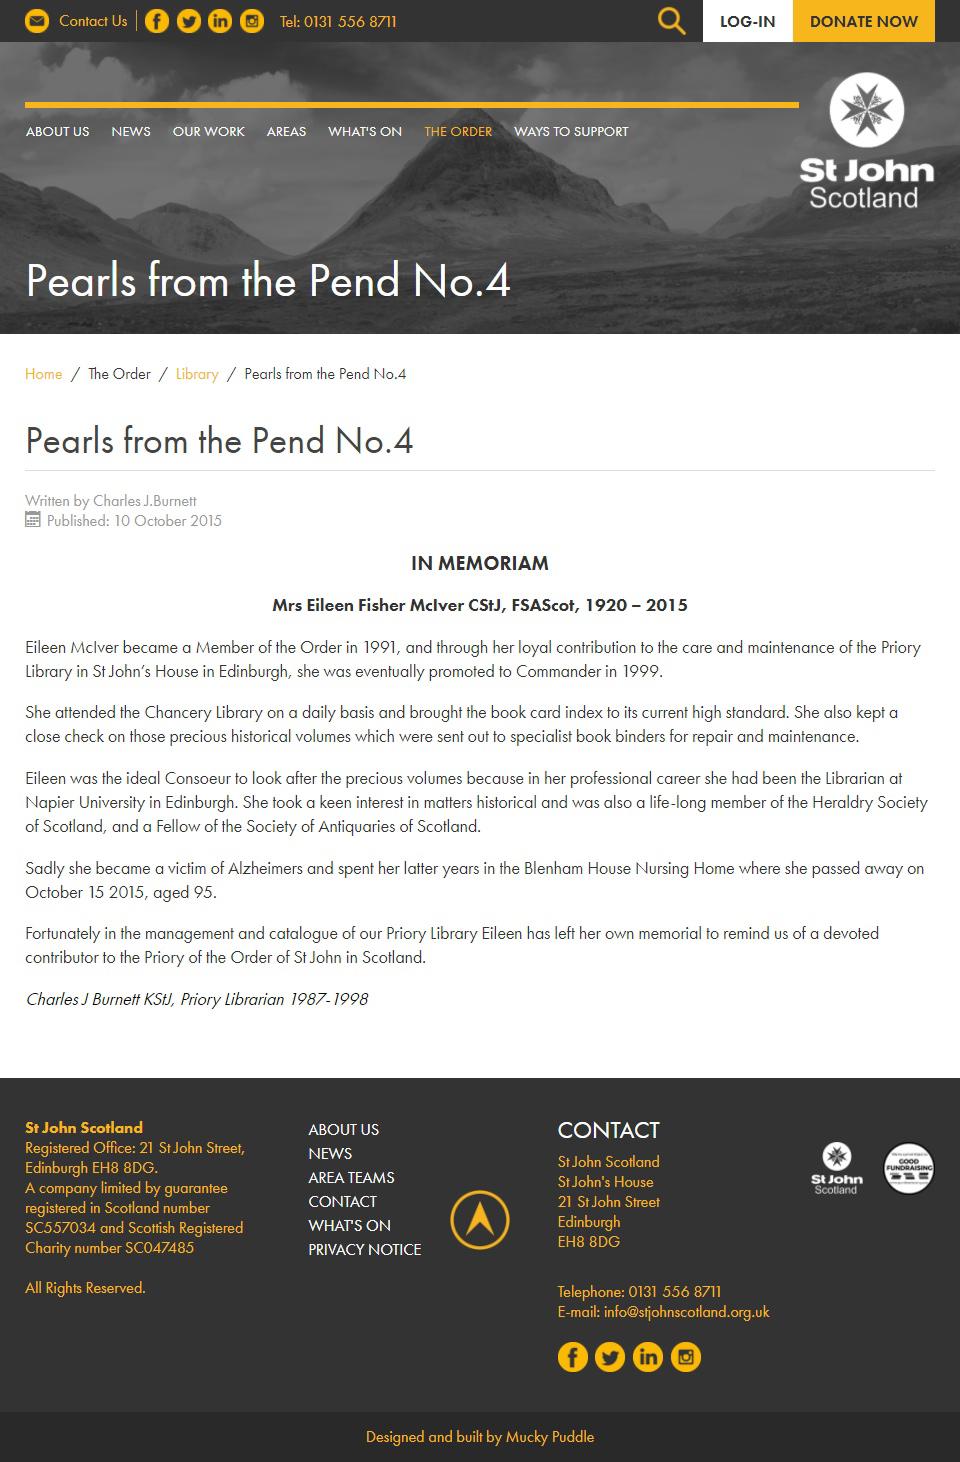 Contact Us
Tel: 0131 556 8711
LOG-IN
DONATE NOW
ABOUT US NEWS OUR WORK AREAS WHAT'S ON THE ORDER WAYS TO SUPPORT
St John
Scotland
Pearls from the Pend No.4
Home / The Order / Library / Pearls from the Pend No.4
Pearls from the Pend No.4
Written by Charles J.Burnett
Published: 10 October 2015
IN MEMORIAM
Mrs Eileen Fisher McIver CStJ, FSAScot, 1920 – 2015
Eileen McIver became a Member of the Order in 1991, and through her loyal contribution to the care and maintenance of the Priory
Library in St John’s House in Edinburgh, she was eventually promoted to Commander in 1999.
She attended the Chancery Library on a daily basis and brought the book card index to its current high standard. She also kept a
close check on those precious historical volumes which were sent out to specialist book binders for repair and maintenance.
Eileen was the ideal Consoeur to look after the precious volumes because in her professional career she had been the Librarian at
Napier University in Edinburgh. She took a keen interest in matters historical and was also a life-long member of the Heraldry Society
of Scotland, and a Fellow of the Society of Antiquaries of Scotland.
Sadly she became a victim of Alzheimers and spent her latter years in the Blenham House Nursing Home where she passed away on
October 15 2015, aged 95.
Fortunately in the management and catalogue of our Priory Library Eileen has left her own memorial to remind us of a devoted
contributor to the Priory of the Order of St John in Scotland.
Charles J Burnett KStJ, Priory Librarian 1987-1998
St John Scotland
Registered Office: 21 St John Street,
Edinburgh EH8 8DG.
A company limited by guarantee
registered in Scotland number
SC557034 and Scottish Registered
Charity number SC047485
All Rights Reserved.
ABOUT US
NEWS
AREA TEAMS
CONTACT
WHAT'S ON
PRIVACY NOTICE
CONTACT
St John Scotland
St John's House
21 St John Street
Edinburgh
EH8 8DG
Telephone: 0131 556 8711
E-mail: info@stjohnscotland.org.uk
St John
Scotland
GOOD
FUNDRAISING
Designed and built by Mucky Puddle